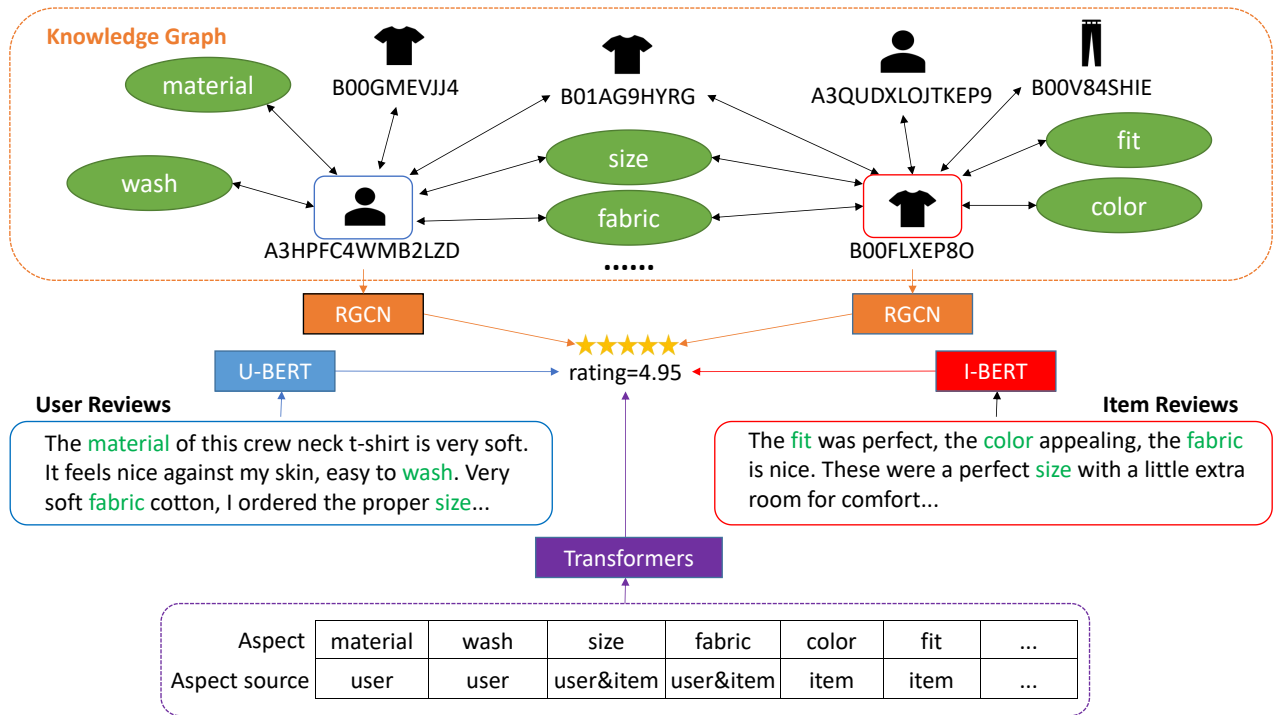 Knowledge Graph
material
B00GMEVJJ4
B01AG9HYRG
A3QUDXLOJTKEP9
B00V84SHIE
wash
size
fit
fabric
color
A3HPFC4WMB2LZD
B00FLXEP8O
......
RGCN
RGCN
U-BERT
rating=4.95
I-BERT
User Reviews
Item Reviews
The material of this crew neck t-shirt is very soft.
It feels nice against my skin, easy to wash. Very
soft fabric cotton, I ordered the proper size...
The fit was perfect, the color appealing, the fabric
is nice. These were a perfect size with a little extra
room for comfort...
Transformers
Aspect material wash size fabric color fit ...
Aspect source user user user&item user&item item item ...